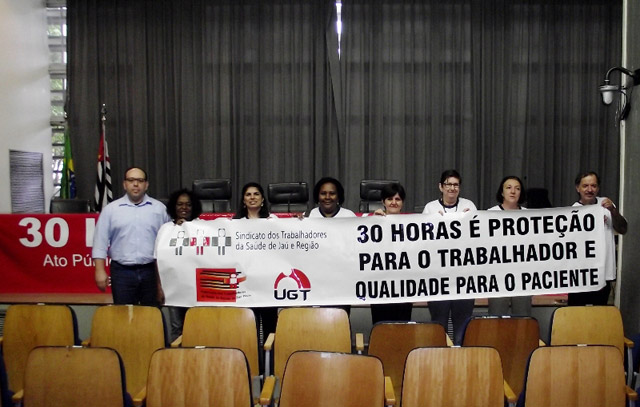 30 H
Ato Púb
Sindicato dos Trabalhadores
da Saúde de Jaú e Região
UGT
30 HORAS É PROTEÇÃO
PARA O TRABALHADOR E
QUALIDADE PARA O PACIENTE